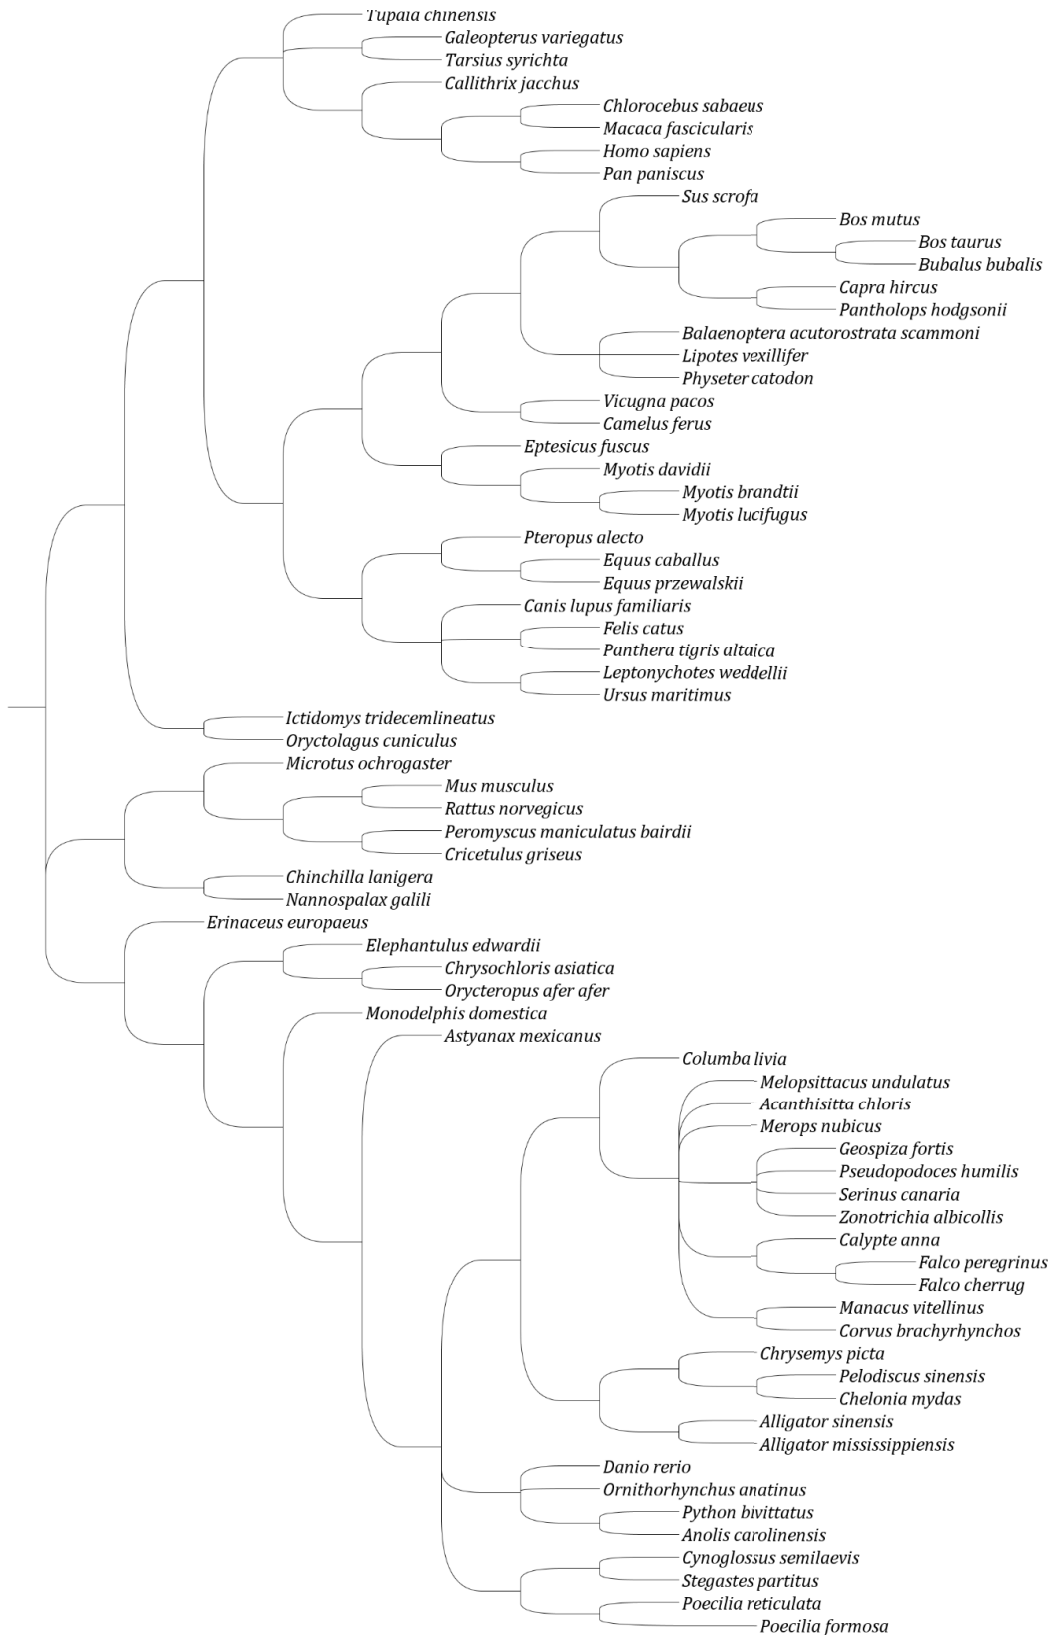 Tupaia chinensis
Galeopterus variegatus
Tarsius syrichta
Callithrix jacchus
Chlorocebus sabaeus
Macaca fascicularis
Homo sapiens
Pan paniscus
Sus scrofa
Bos mutus
Bos taurus
Bubalus bubalis
Capra hircus
Pantholops hodgsonii
Balaenoptera acutorostrata scammoni
Lipotes vexillifer
Physeter catodon
Vicugna pacos
Camelus ferus
Eptesicus fuscus
Myotis davidii
Myotis brandtii
Myotis lucifugus
Pteropus alecto
Equus caballus
Equus przewalskii
Canis lupus familiaris
Felis catus
Panthera tigris altaica
Leptonychotes weddellii
Ursus maritimus
Ictidomys tridecemlineatus
Oryctolagus cuniculus
Microtus ochrogaster
Mus musculus
Rattus norvegicus
Peromyscus maniculatus bairdii
Cricetulus griseus
Chinchilla lanigera
Nannospalax galili
Erinaceus europaeus
Elephantulus edwardii
Chrysochloris asiatica
Orycteropus afer afer
Monodelphis domestica
Astyanax mexicanus
Columba livia
Melopsittacus undulatus
Acanthisitta chloris
Merops nubicus
Geospiza fortis
Pseudopodoces humilis
Serinus canaria
Zonotrichia albicollis
Calypte anna
Falco peregrinus
Falco cherrug
Manacus vitellinus
Corvus brachyrhynchos
Chrysemys picta
Pelodiscus sinensis
Chelonia mydas
Alligator sinensis
Alligator mississippiensis
Danio rerio
Ornithorhynchus anatinus
Python bivittatus
Anolis carolinensis
Cynoglossus semilaevis
Stegastes partitus
Poecilia reticulata
Poecilia formosa